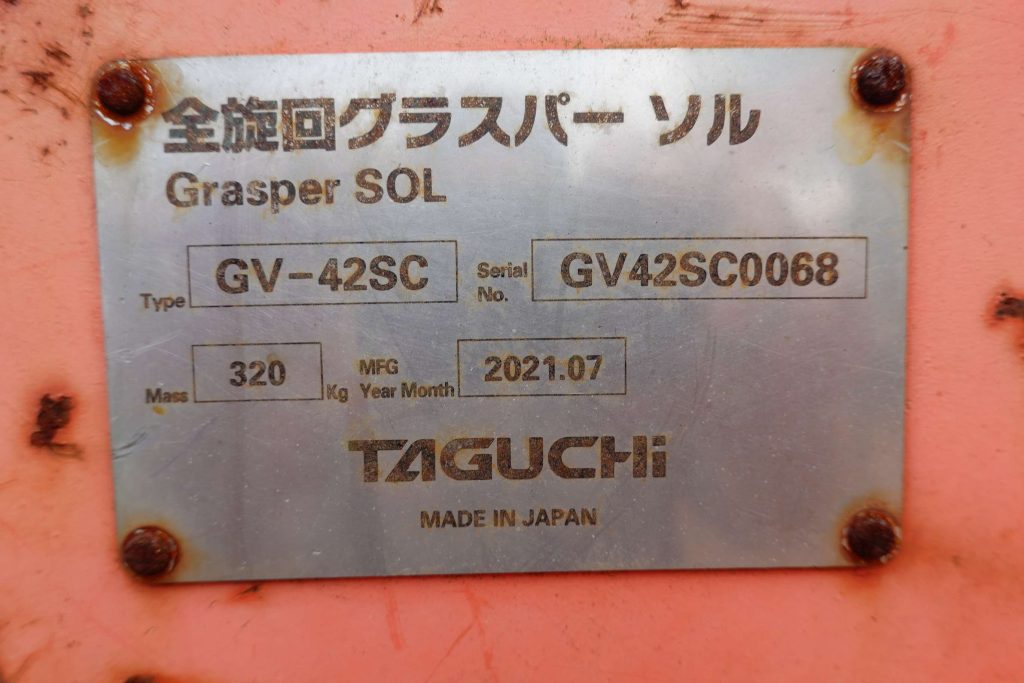 全旋回グラスパー ソル
Grasper SOL
Type GV-42SC Serial No. GV42SC0068
Mass 320 Kg MFG Year Month 2021.07
TAGUCHi
MADE IN JAPAN